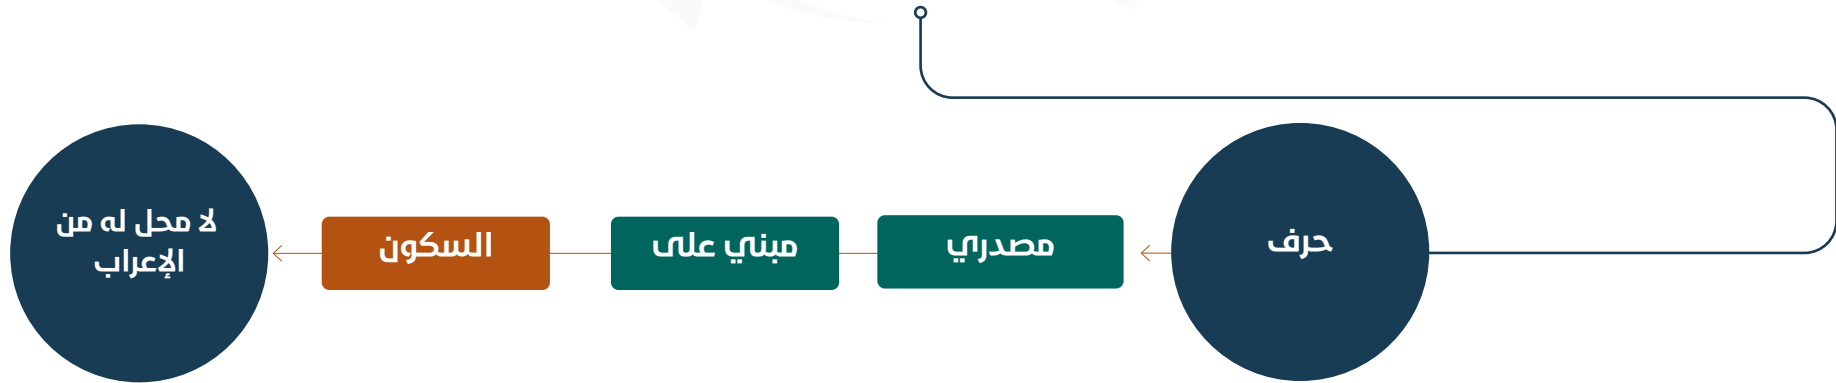 حرف
مصدري
مبني على
السكون
لا محل له من
الإعراب